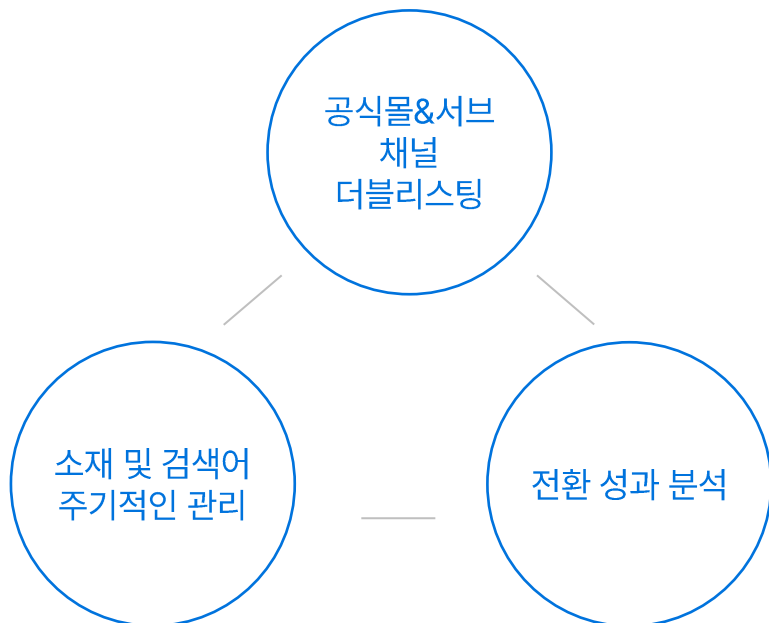 공식몰&서브
채널
더블리스팅
소재 및 검색어
주기적인 관리
전환 성과 분석